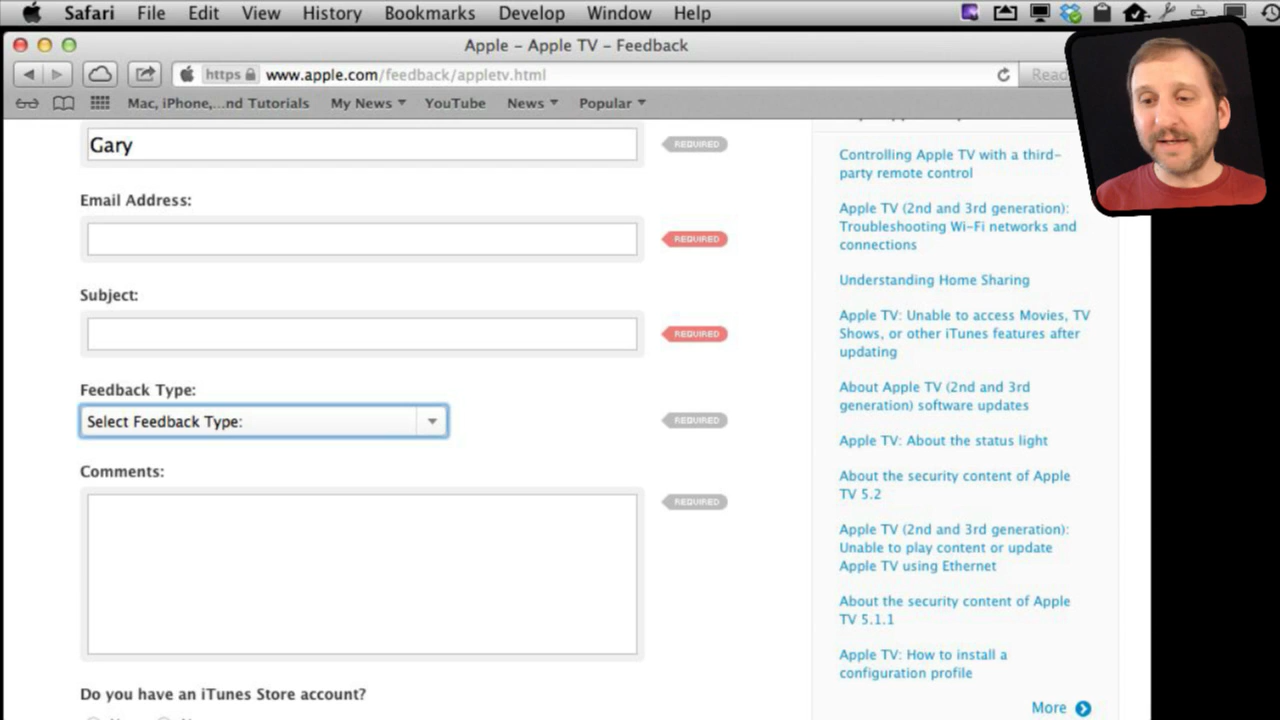 Safari File Edit View History Bookmarks Develop Window Help
Apple – Apple TV – Feedback
https www.apple.com/feedback/appletv.html
Mac, iPhone,...nd Tutorials My News YouTube News Popular
Gary
REQUIRED
Email Address:
REQUIRED
Subject:
REQUIRED
Feedback Type:
Select Feedback Type:
REQUIRED
Comments:
REQUIRED
Do you have an iTunes Store account?
Controlling Apple TV with a third-
party remote control
Apple TV (2nd and 3rd generation):
Troubleshooting Wi-Fi networks and
connections
Understanding Home Sharing
Apple TV: Unable to access Movies, TV
Shows, or other iTunes features after
updating
About Apple TV (2nd and 3rd
generation) software updates
Apple TV: About the status light
About the security content of Apple
TV 5.2
Apple TV (2nd and 3rd generation):
Unable to play content or update
Apple TV using Ethernet
About the security content of Apple
TV 5.1.1
Apple TV: How to install a
configuration profile
More